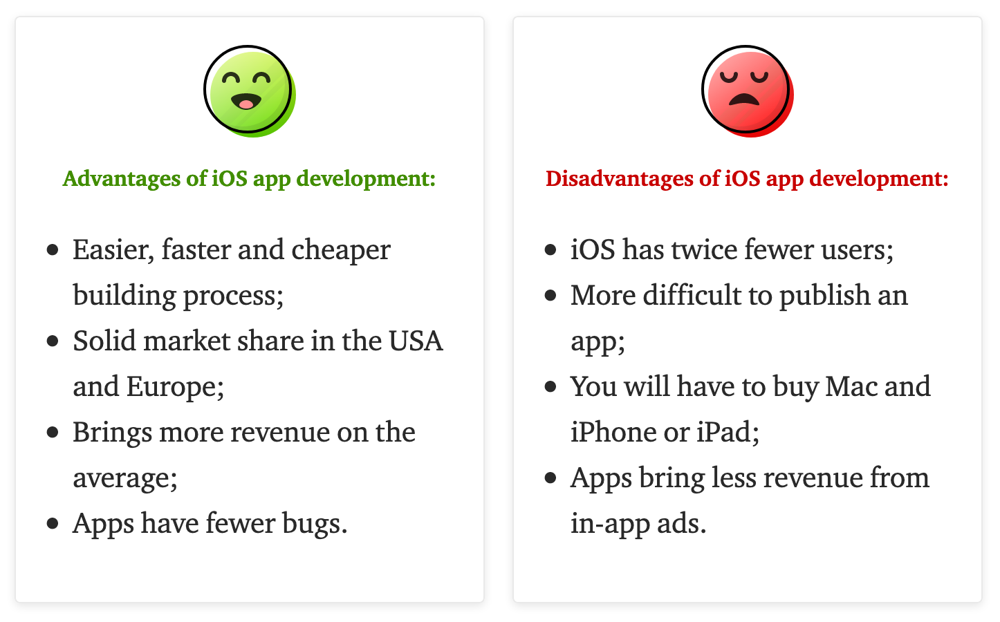 Advantages of iOS app development:
• Easier, faster and cheaper
building process;
• Solid market share in the USA
and Europe;
• Brings more revenue on the
average;
• Apps have fewer bugs.
Disadvantages of iOS app development:
• iOS has twice fewer users;
• More difficult to publish an
app;
• You will have to buy Mac and
iPhone or iPad;
• Apps bring less revenue from
in-app ads.